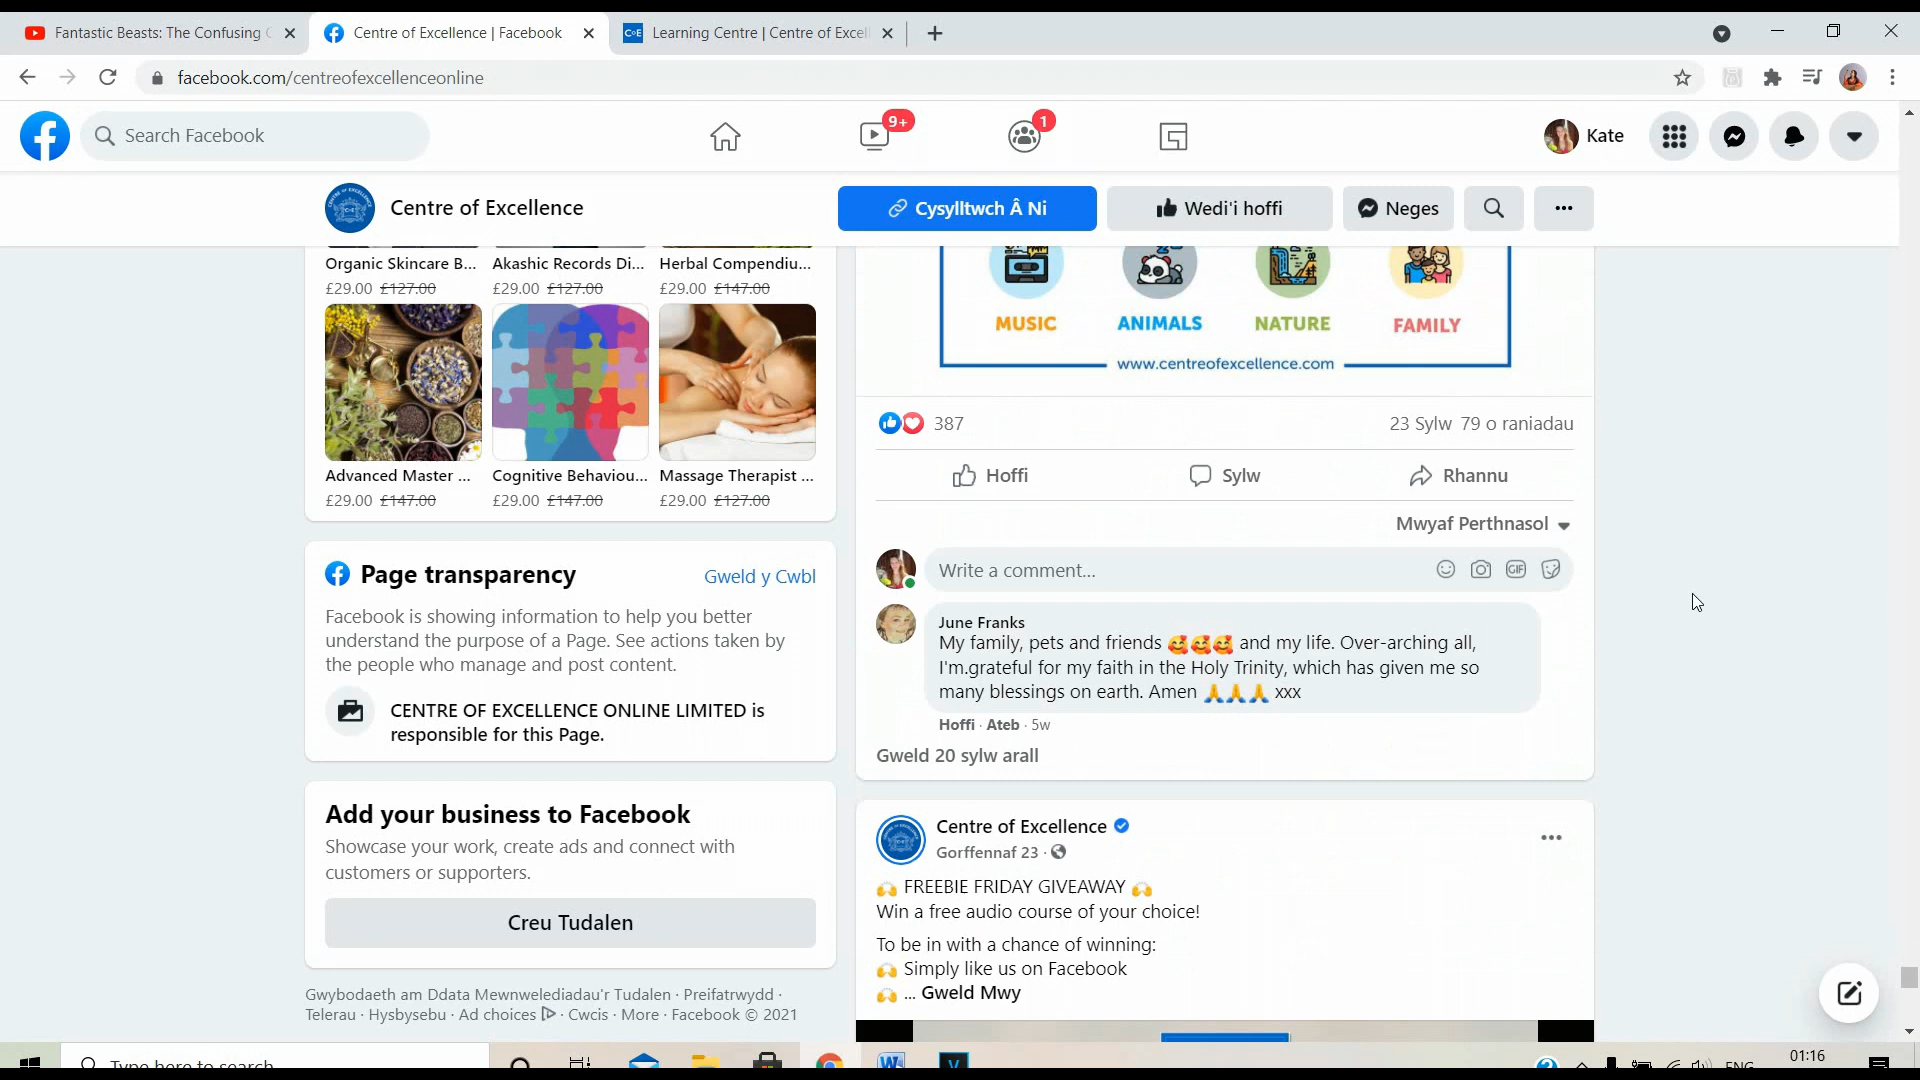 Fantastic Beasts: The Confusing
Centre of Excellence | Facebook
Learning Centre | Centre of Excel
facebook.com/centreofexcellenceonline
Search Facebook
9+
1
Kate
Centre of Excellence
Cysylltwch Â Ni
Wedi'i hoffi
Neges
Organic Skincare B... Akashic Records Di... Herbal Compendiu...
£29.00 £127.00 £29.00 £127.00 £29.00 £147.00
Advanced Master ... Cognitive Behaviou... Massage Therapist ...
£29.00 £147.00 £29.00 £147.00 £29.00 £127.00
Page transparency
Gweld y Cwbl
Facebook is showing information to help you better
understand the purpose of a Page. See actions taken by
the people who manage and post content.
CENTRE OF EXCELLENCE ONLINE LIMITED is
responsible for this Page.
Add your business to Facebook
Showcase your work, create ads and connect with
customers or supporters.
Creu Tudalen
Gwybodaeth am Ddata Mewnwelediadau'r Tudalen · Preifatrwydd ·
Telerau · Hysbysebu · Ad choices · Cwcis · More · Facebook © 2021
MUSIC ANIMALS NATURE FAMILY
www.centreofexcellence.com
387
23 Sylw 79 o raniadau
Hoffi
Sylw
Rhannu
Mwyaf Perthnasol
Write a comment...
GIF
June Franks
My family, pets and friends 🥰🥰🥰 and my life. Over-arching all,
I'm.grateful for my faith in the Holy Trinity, which has given me so
many blessings on earth. Amen 🙏🙏🙏 xxx
Hoffi · Ateb · 5w
Gweld 20 sylw arall
Centre of Excellence
Gorffennaf 23 ·
🙌 FREEBIE FRIDAY GIVEAWAY 🙌
Win a free audio course of your choice!
To be in with a chance of winning:
🙌 Simply like us on Facebook
🙌 ... Gweld Mwy
Type here to search
ENG
01:16